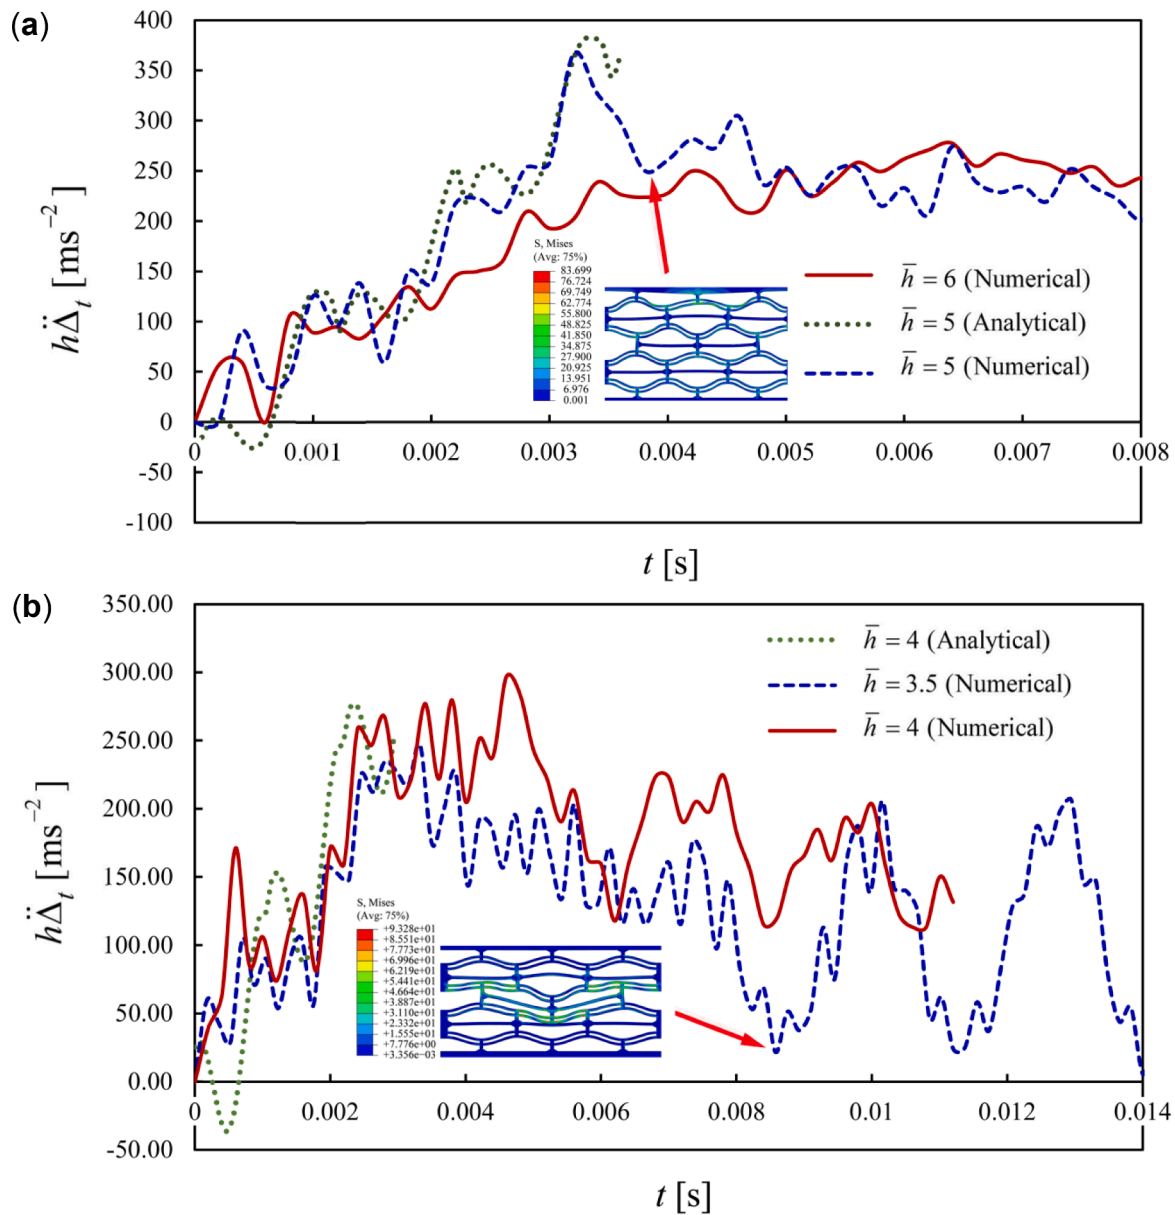 (a)
400
350
300
250
200
150
100
50
0
-50
-100
hΔ̈ₜ [ms⁻²]
0 0.001 0.002 0.003 0.004 0.005 0.006 0.007 0.008
t [s]
S, Mises
(Avg: 75%)
83.699
76.724
69.749
62.774
55.800
48.825
41.850
34.875
27.900
20.925
13.951
6.976
0.001
h̅ = 6 (Numerical)
h̅ = 5 (Analytical)
h̅ = 5 (Numerical)
(b)
350.00
300.00
250.00
200.00
150.00
100.00
50.00
0.00
-50.00
hΔ̈ₜ [ms⁻²]
0 0.002 0.004 0.006 0.008 0.01 0.012 0.014
t [s]
h̅ = 4 (Analytical)
h̅ = 3.5 (Numerical)
h̅ = 4 (Numerical)
S, Mises
(Avg: 75%)
+9.328e+01
+8.551e+01
+7.773e+01
+6.996e+01
+6.219e+01
+5.441e+01
+4.664e+01
+3.887e+01
+3.110e+01
+2.332e+01
+1.555e+01
+7.776e+00
+3.356e−03